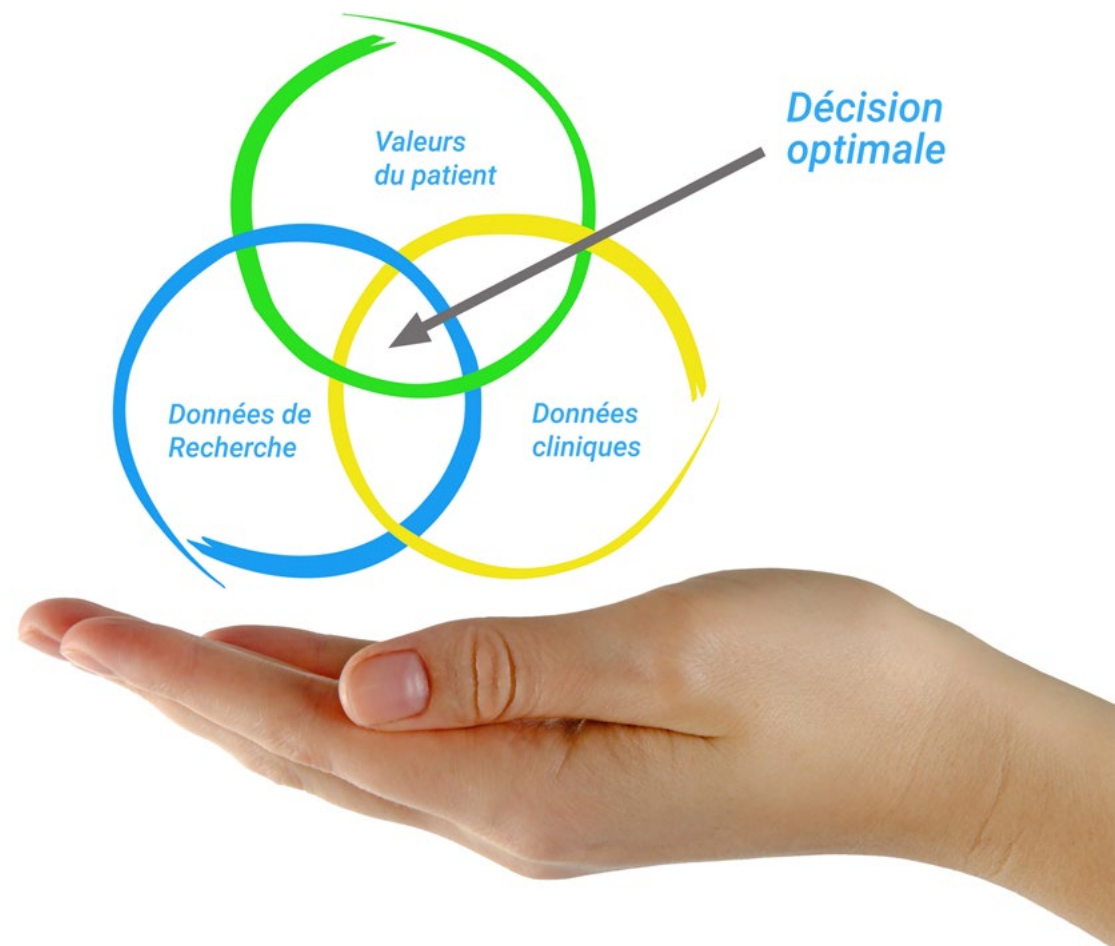 Décision
optimale
Valeurs
du patient
Données de
Recherche
Données
cliniques